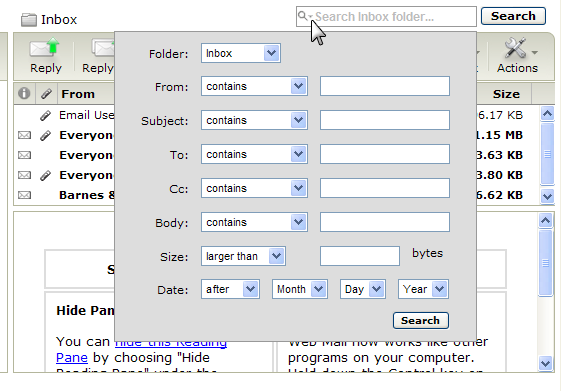 Inbox
Search Inbox folder...
Search
Reply
Reply
Actions
From
Size
Email Use
6.17 KB
Everyone
.15 MB
Everyone
3.63 KB
Everyone
3.80 KB
Barnes &
6.62 KB
Folder: Inbox
From: contains
Subject: contains
To: contains
Cc: contains
Body: contains
Size: larger than bytes
Date: after Month Day Year
Search
S
Hide Pan
You can hide this Reading
Pane by choosing "Hide
Reading Pane" under the
Web Mail now works like other
programs on your computer.
Hold down the Control key on